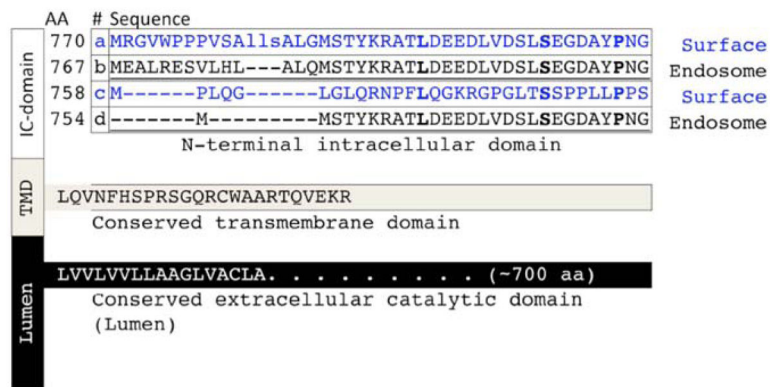 AA # Sequence
770 a MRGVWPPPVSAllsALGMSTYKRATLDEEDLVDSLSEGDAYPNG Surface
767 b MEALRESVLHL---ALQMSTYKRATLDEEDLVDSLSEGDAYPNG Endosome
758 c M------PLQG------LGLQRNPFLQGKRGPGLTSSPPLLPPS Surface
754 d -------M---------MSTYKRATLDEEDLVDSLSEGDAYPNG Endosome
IC-domain
N-terminal intracellular domain
TMD
LQVNFHSPRSGQRCWAARTQVEKR
Conserved transmembrane domain
Lumen
LVVLVVLLAAGLVACLA. . . . . . . . . (~700 aa)
Conserved extracellular catalytic domain
(Lumen)